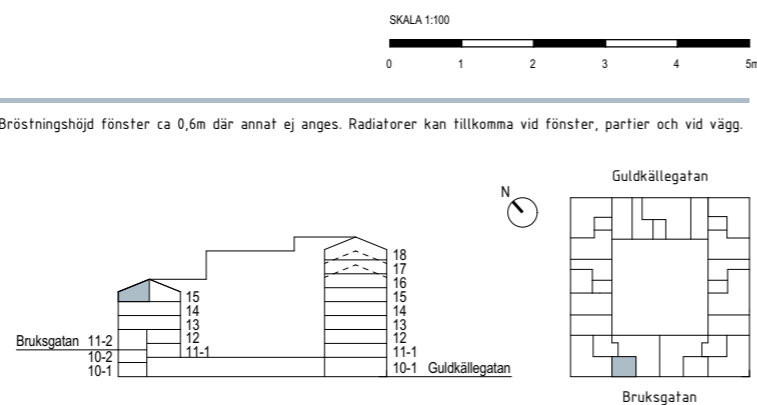 SKALA 1:100
0 1 2 3 4 5m
Bröstningshöjd fönster ca 0,6m där annat ej anges. Radiatorer kan tillkomma vid fönster, partier och vid vägg.
N
Guldkällegatan
18
17
16
15 15
14 14
13 13
Bruksgatan 11-2 12 12
10-2 11-1 11-1
10-1 10-1 Guldkällegatan
Bruksgatan